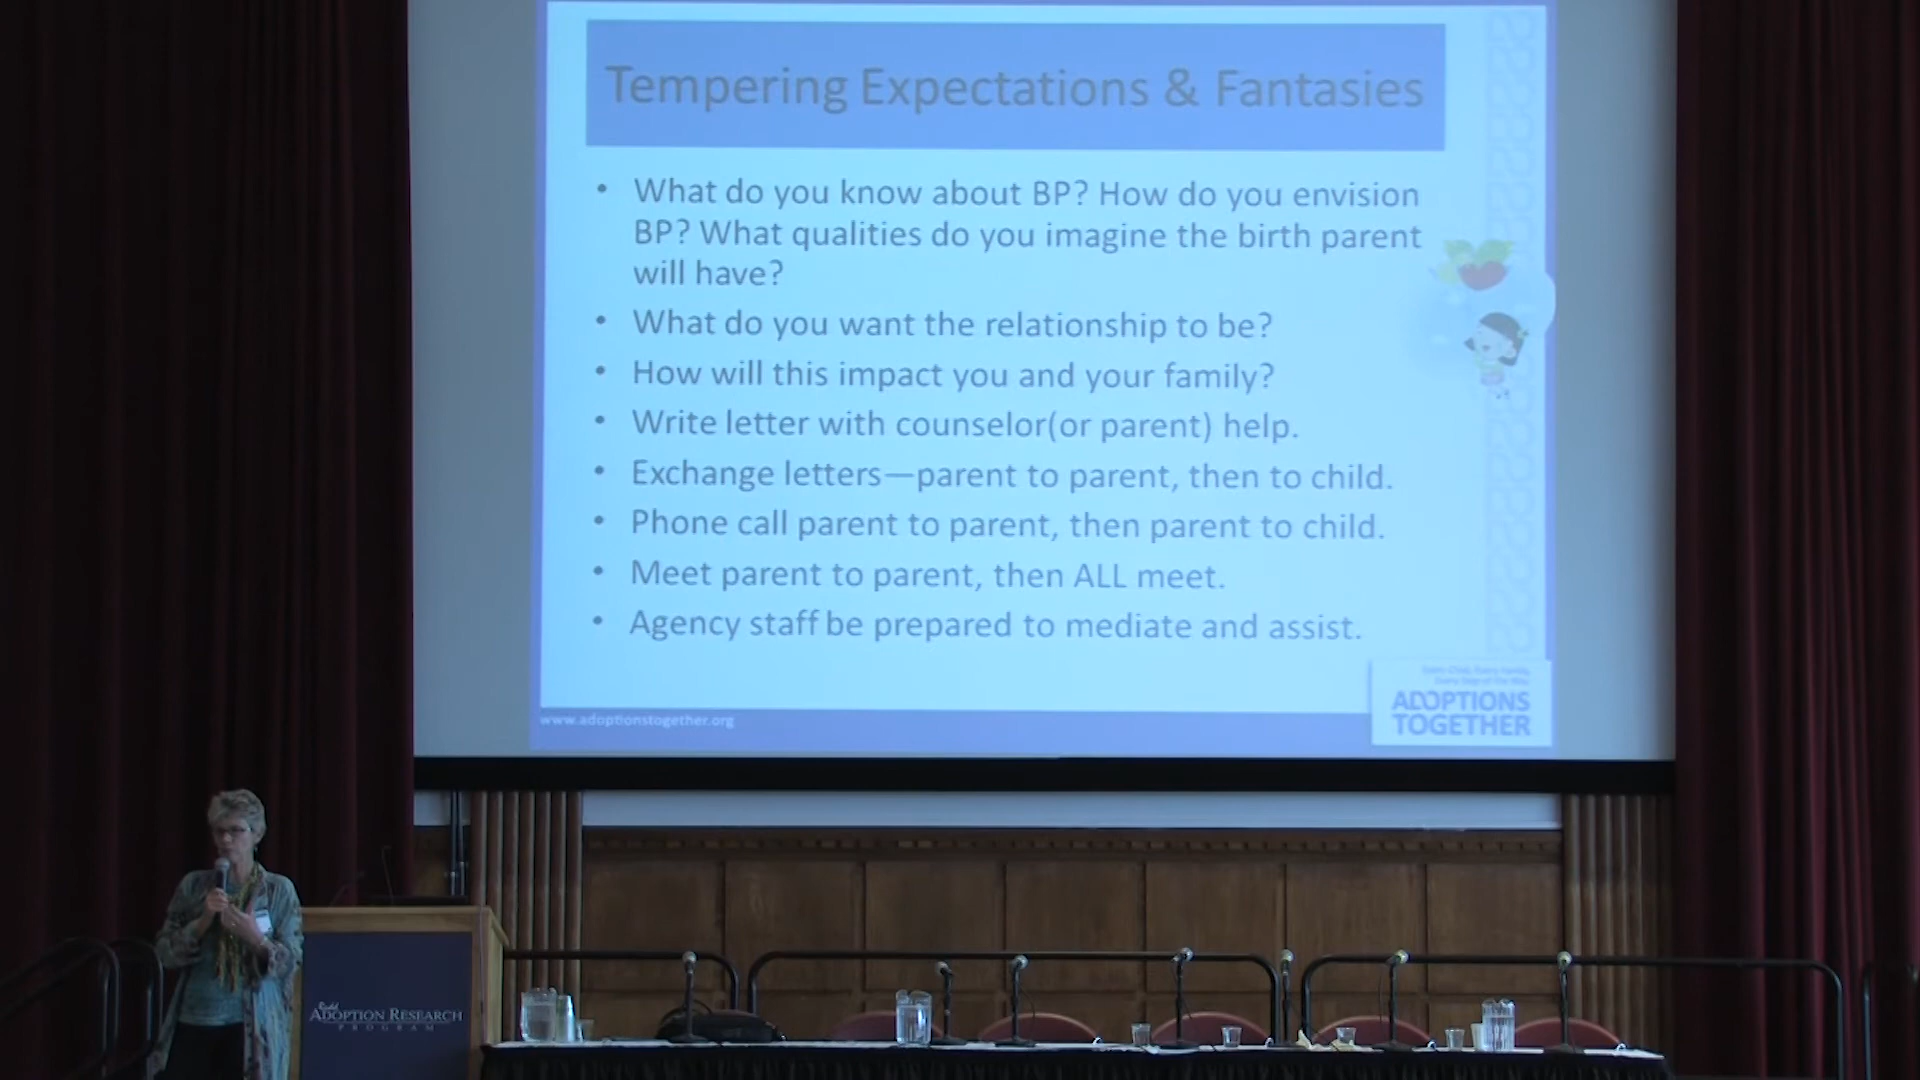 Tempering Expectations & Fantasies
• What do you know about BP? How do you envision
BP? What qualities do you imagine the birth parent
will have?
• What do you want the relationship to be?
• How will this impact you and your family?
• Write letter with counselor(or parent) help.
• Exchange letters—parent to parent, then to child.
• Phone call parent to parent, then parent to child.
• Meet parent to parent, then ALL meet.
• Agency staff be prepared to mediate and assist.
www.adoptionstogether.org
ADOPTIONS
TOGETHER
Rudd
ADOPTION RESEARCH
PROGRAM